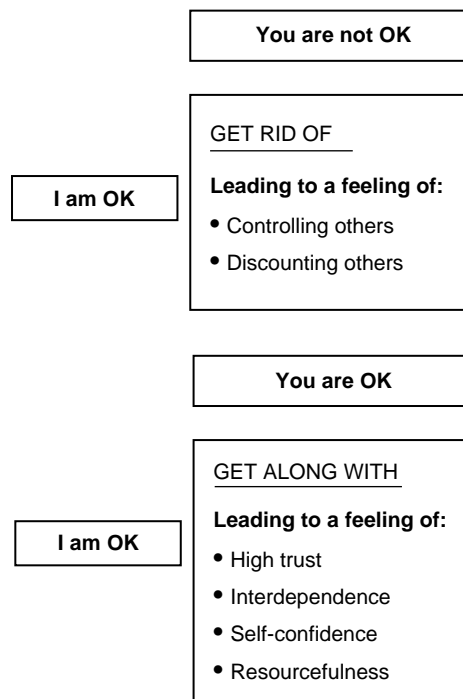 You are not OK
GET RID OF
I am OK
Leading to a feeling of:
• Controlling others
• Discounting others
You are OK
GET ALONG WITH
Leading to a feeling of:
I am OK
• High trust
• Interdependence
• Self-confidence
• Resourcefulness